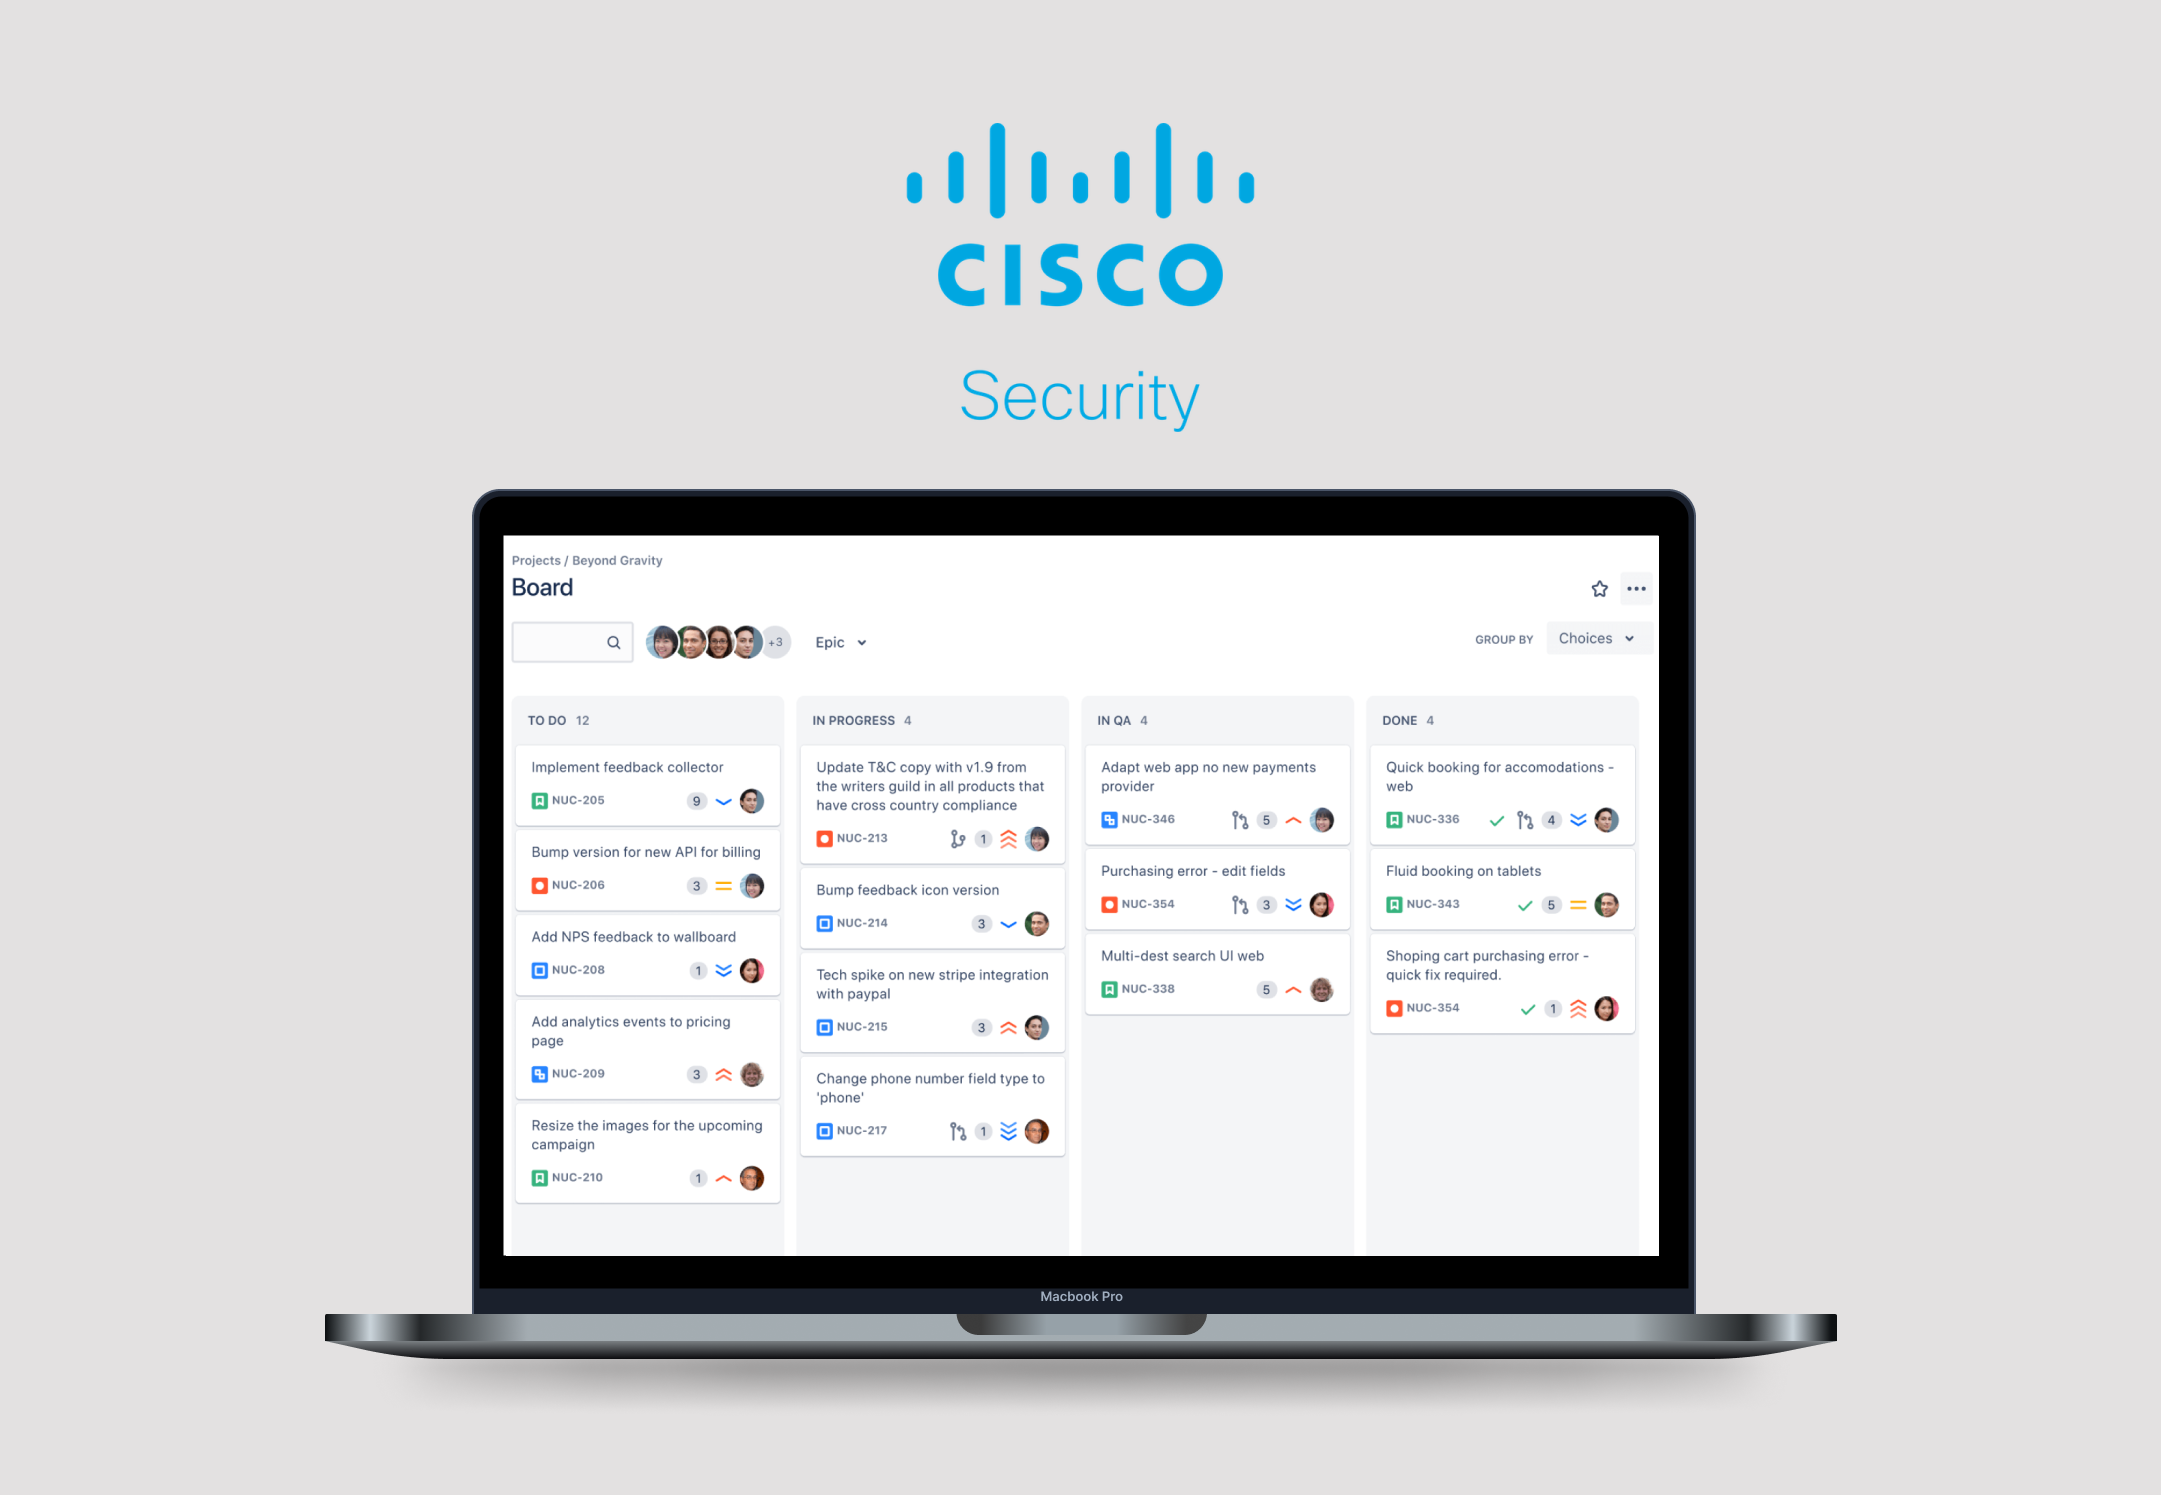 CISCO
Security
Projects / Beyond Gravity
Board
+3
Epic
GROUP BY
Choices
TO DO 12
Implement feedback collector
NUC-205 9
Bump version for new API for billing
NUC-206 3
Add NPS feedback to wallboard
NUC-208 1
Add analytics events to pricing
page
NUC-209 3
Resize the images for the upcoming
campaign
NUC-210 1
IN PROGRESS 4
Update T&C copy with v1.9 from
the writers guild in all products that
have cross country compliance
NUC-213 1
Bump feedback icon version
NUC-214 3
Tech spike on new stripe integration
with paypal
NUC-215 3
Change phone number field type to
'phone'
NUC-217 1
IN QA 4
Adapt web app no new payments
provider
NUC-346 5
Purchasing error - edit fields
NUC-354 3
Multi-dest search UI web
NUC-338 5
DONE 4
Quick booking for accomodations -
web
NUC-336 4
Fluid booking on tablets
NUC-343 5
Shoping cart purchasing error -
quick fix required.
NUC-354 1
Macbook Pro